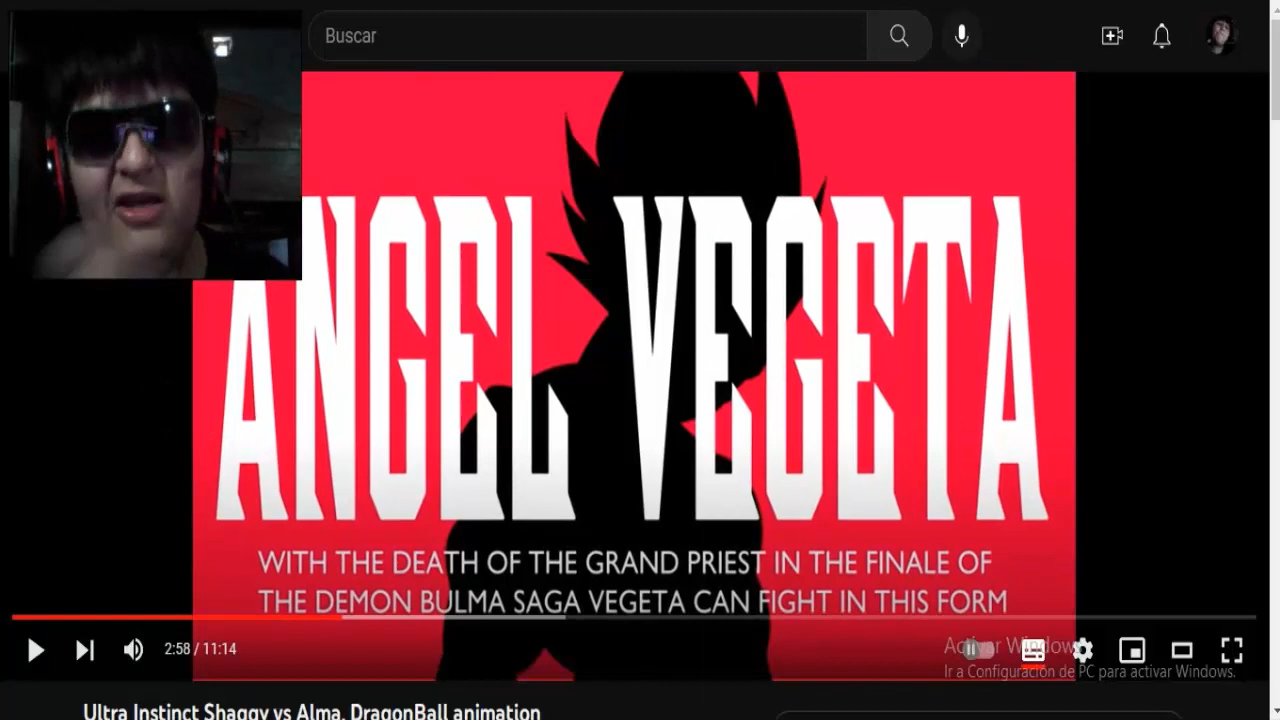 Buscar
ANGEL VEGETA
WITH THE DEATH OF THE GRAND PRIEST IN THE FINALE OF
THE DEMON BULMA SAGA VEGETA CAN FIGHT IN THIS FORM
2:58 / 11:14
Activar Windows
Ir a Configuración de PC para activar Windows.
Ultra Instinct Shaggy vs Alma, DragonBall animation